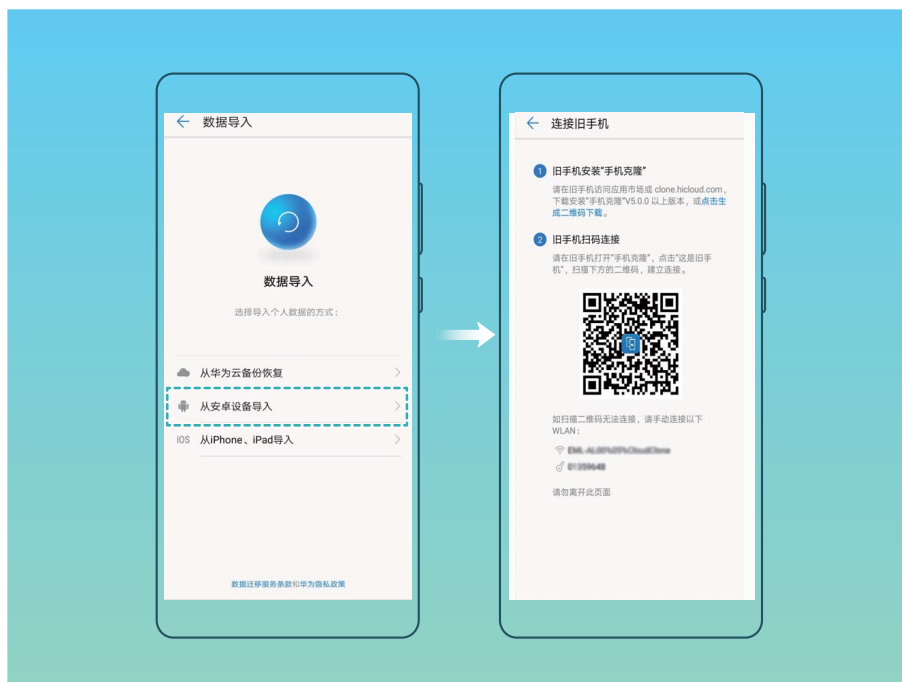 数据导入
数据导入
选择导入个人数据的方式：
从华为云备份恢复
从安卓设备导入
iOS 从iPhone、iPad导入
数据迁移服务条款和华为隐私政策
连接旧手机
1 旧手机安装"手机克隆"
请在旧手机访问应用市场或 clone.hicloud.com，
下载安装"手机克隆"V5.0.0 以上版本，或点击生
成二维码下载。
2 旧手机扫码连接
请在旧手机打开"手机克隆"，点击"这是旧手
机"，扫描下方的二维码，建立连接。
如扫描二维码无法连接，请手动连接以下
WLAN：
01359648
请勿离开此页面